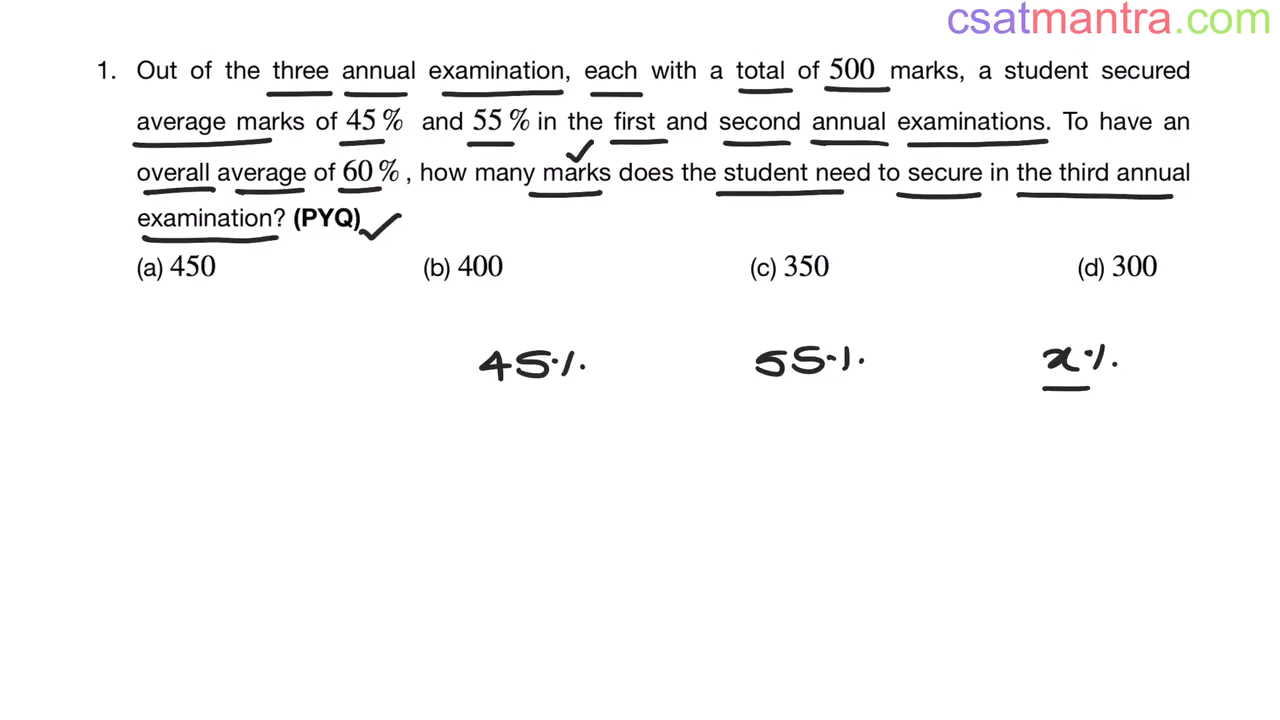 csatmantra.com
1. Out of the three annual examination, each with a total of 500 marks, a student secured
average marks of 45 % and 55 % in the first and second annual examinations. To have an
overall average of 60 % , how many marks does the student need to secure in the third annual
examination? (PYQ)
(a) 450 (b) 400 (c) 350 (d) 300
45% 55% x%